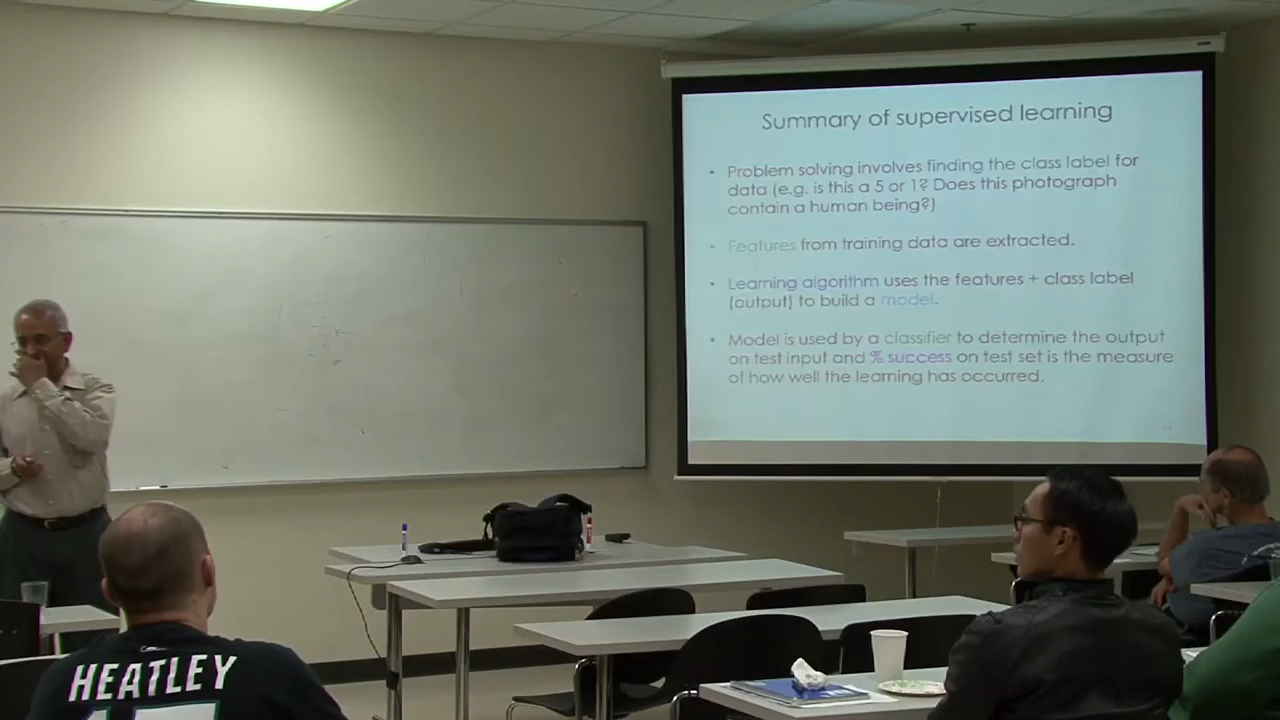 Summary of supervised learning
• Problem solving involves finding the class label for
data (e.g. is this a 5 or 1? Does this photograph
contain a human being?)
• Features from training data are extracted.
• Learning algorithm uses the features + class label
(output) to build a model.
• Model is used by a classifier to determine the output
on test input and % success on test set is the measure
of how well the learning has occurred.
HEATLEY